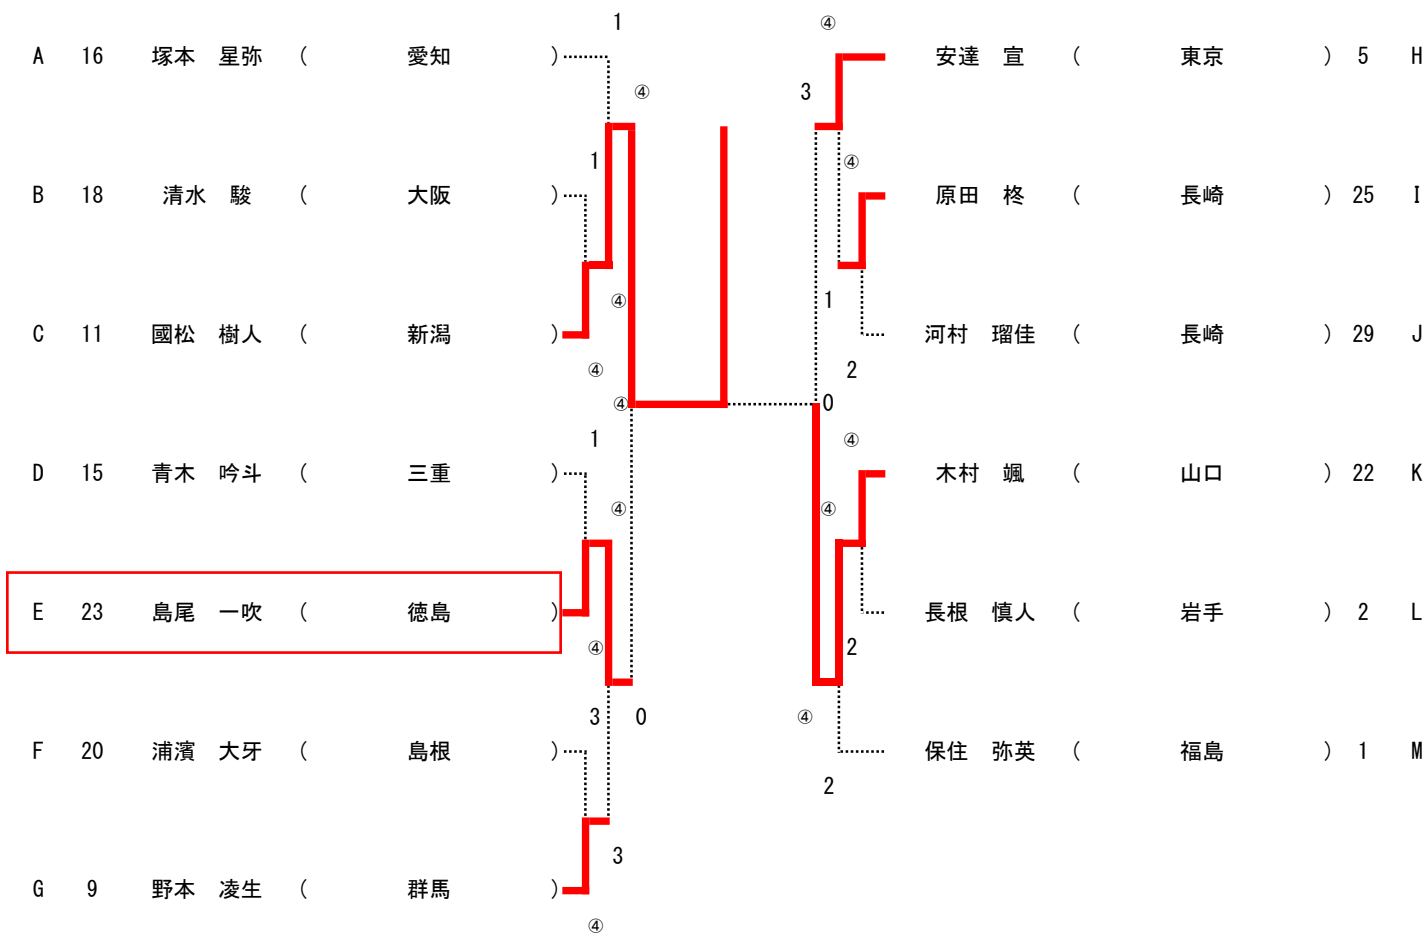 1 ④
A 16 塚本 星弥 ( 愛知 ) 安達 宣 ( 東京 ) 5 H
④ 3
1 ④
B 18 清水 駿 ( 大阪 ) 原田 柊 ( 長崎 ) 25 I
④ 1
C 11 國松 樹人 ( 新潟 ) 河村 瑠佳 ( 長崎 ) 29 J
④ 2
④ 0
1 ④
D 15 青木 吟斗 ( 三重 ) 木村 颯 ( 山口 ) 22 K
④ ④
E 23 島尾 一吹 ( 徳島 ) 長根 慎人 ( 岩手 ) 2 L
④ 2
3 0 ④
F 20 浦濱 大牙 ( 島根 ) 保住 弥英 ( 福島 ) 1 M
2
3
G 9 野本 凌生 ( 群馬 )
④